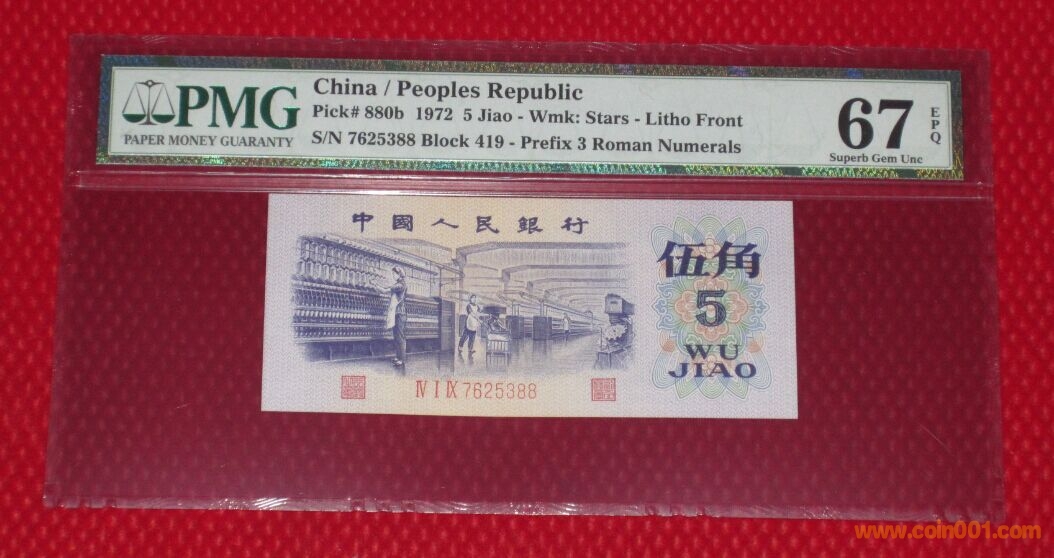 PMG
PAPER MONEY GUARANTY
China / Peoples Republic
Pick# 880b 1972 5 Jiao - Wmk: Stars - Litho Front
S/N 7625388 Block 419 - Prefix 3 Roman Numerals
67
EPQ
Superb Gem Unc
中國人民銀行
伍角
5
WU
JIAO
Ⅳ Ⅰ Ⅸ 7625388
www.coin001.com